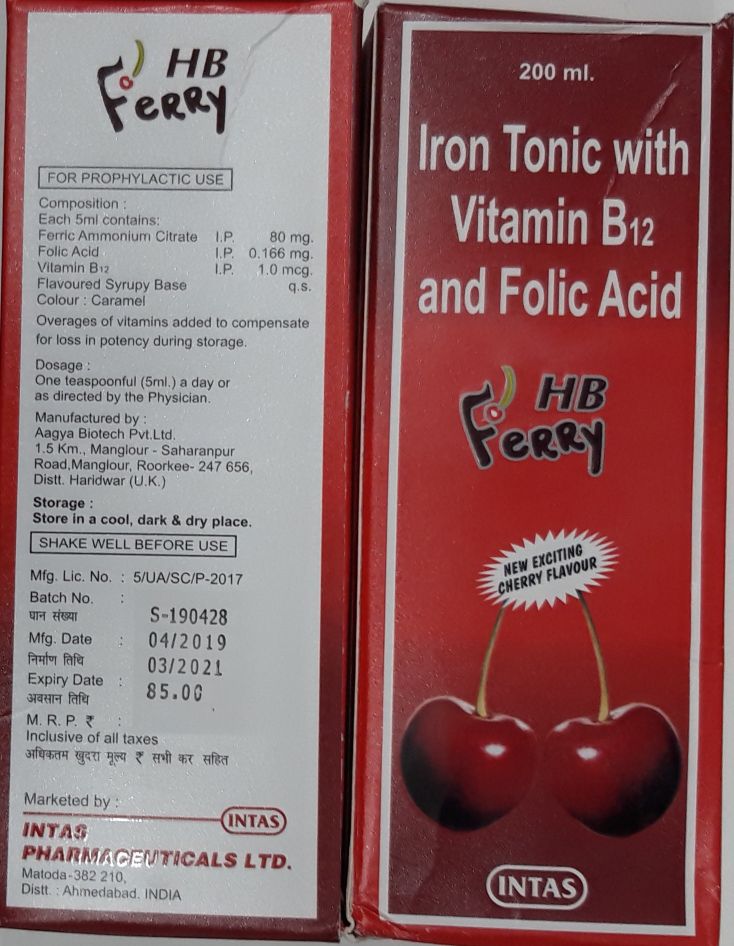 HB
Ferry
FOR PROPHYLACTIC USE
Composition :
Each 5ml contains:
Ferric Ammonium Citrate I.P. 80 mg.
Folic Acid I.P. 0.166 mg.
Vitamin B12 I.P. 1.0 mcg.
Flavoured Syrupy Base q.s.
Colour : Caramel
Overages of vitamins added to compensate
for loss in potency during storage.
Dosage :
One teaspoonful (5ml.) a day or
as directed by the Physician.
Manufactured by :
Aagya Biotech Pvt.Ltd.
1.5 Km., Manglour - Saharanpur
Road,Manglour, Roorkee- 247 656,
Distt. Haridwar (U.K.)
Storage :
Store in a cool, dark & dry place.
SHAKE WELL BEFORE USE
Mfg. Lic. No. : 5/UA/SC/P-2017
Batch No. :
घान संख्या S-190428
Mfg. Date : 04/2019
निर्माण तिथि 03/2021
Expiry Date : 85.00
अवसान तिथि
M. R. P. ₹ :
Inclusive of all taxes
अधिकतम खुदरा मूल्य ₹ सभी कर सहित
Marketed by :
INTAS
INTAS
PHARMACEUTICALS LTD.
Matoda-382 210,
Distt. : Ahmedabad. INDIA
200 ml.
Iron Tonic with
Vitamin B12
and Folic Acid
HB
Ferry
NEW EXCITING
CHERRY FLAVOUR
INTAS